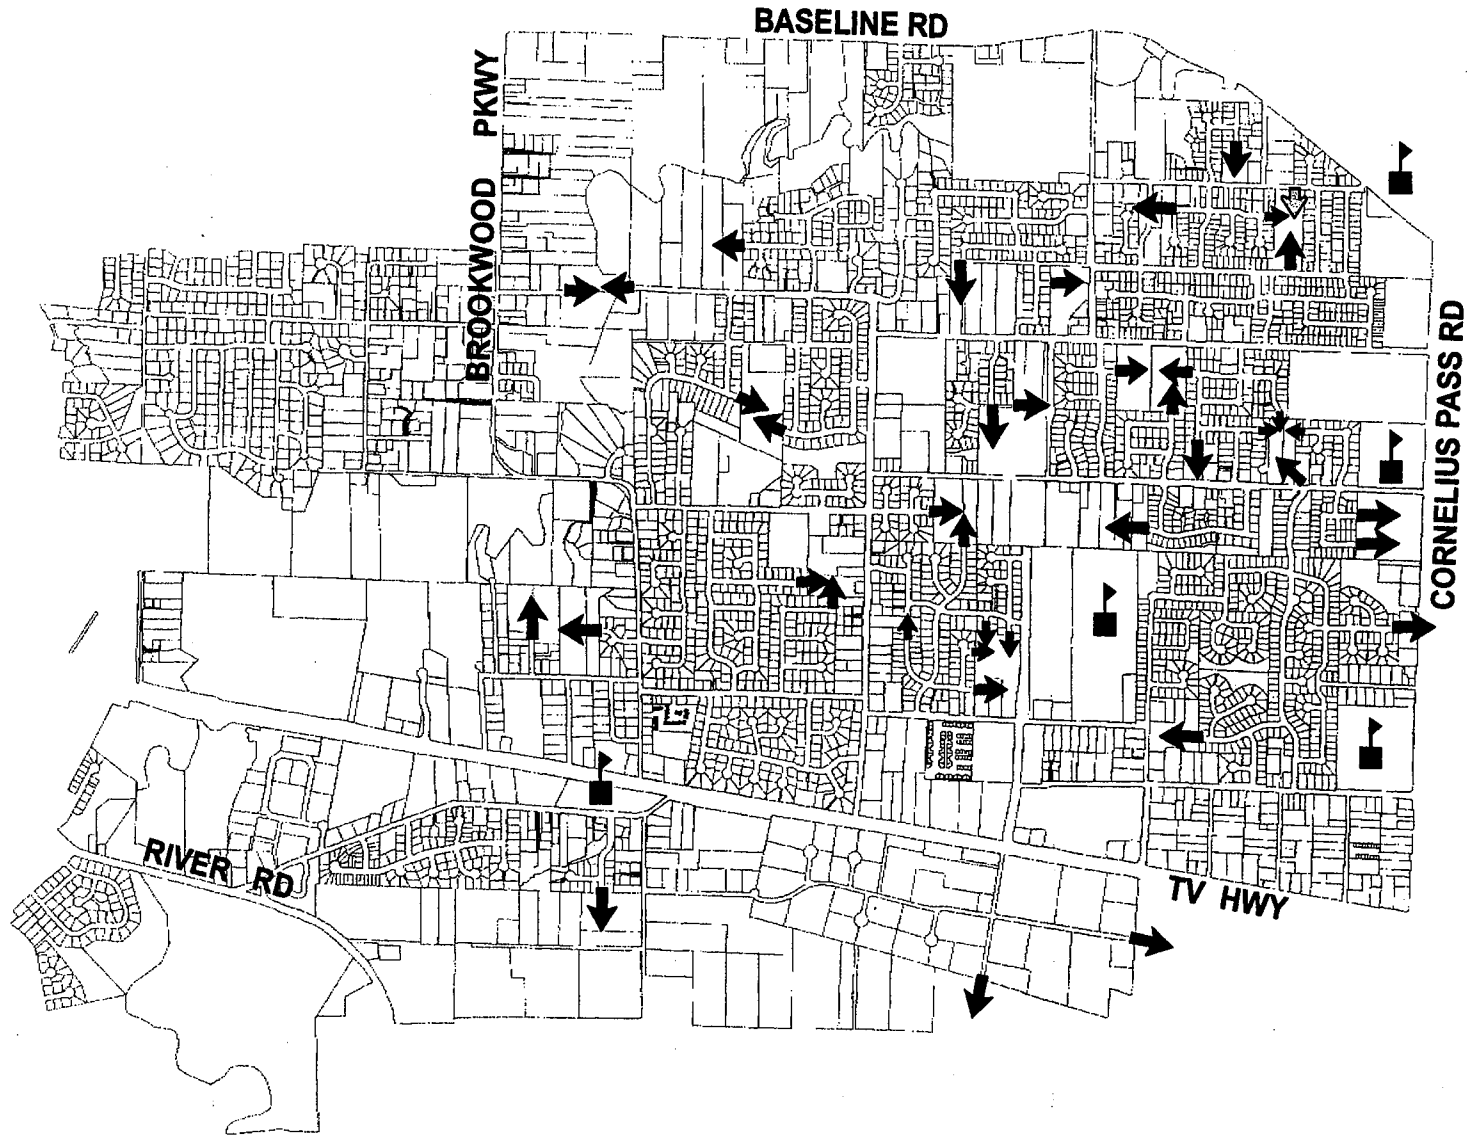 BASELINE RD
BROOKWOOD PKWY
CORNELIUS PASS RD
RIVER RD
TV HWY